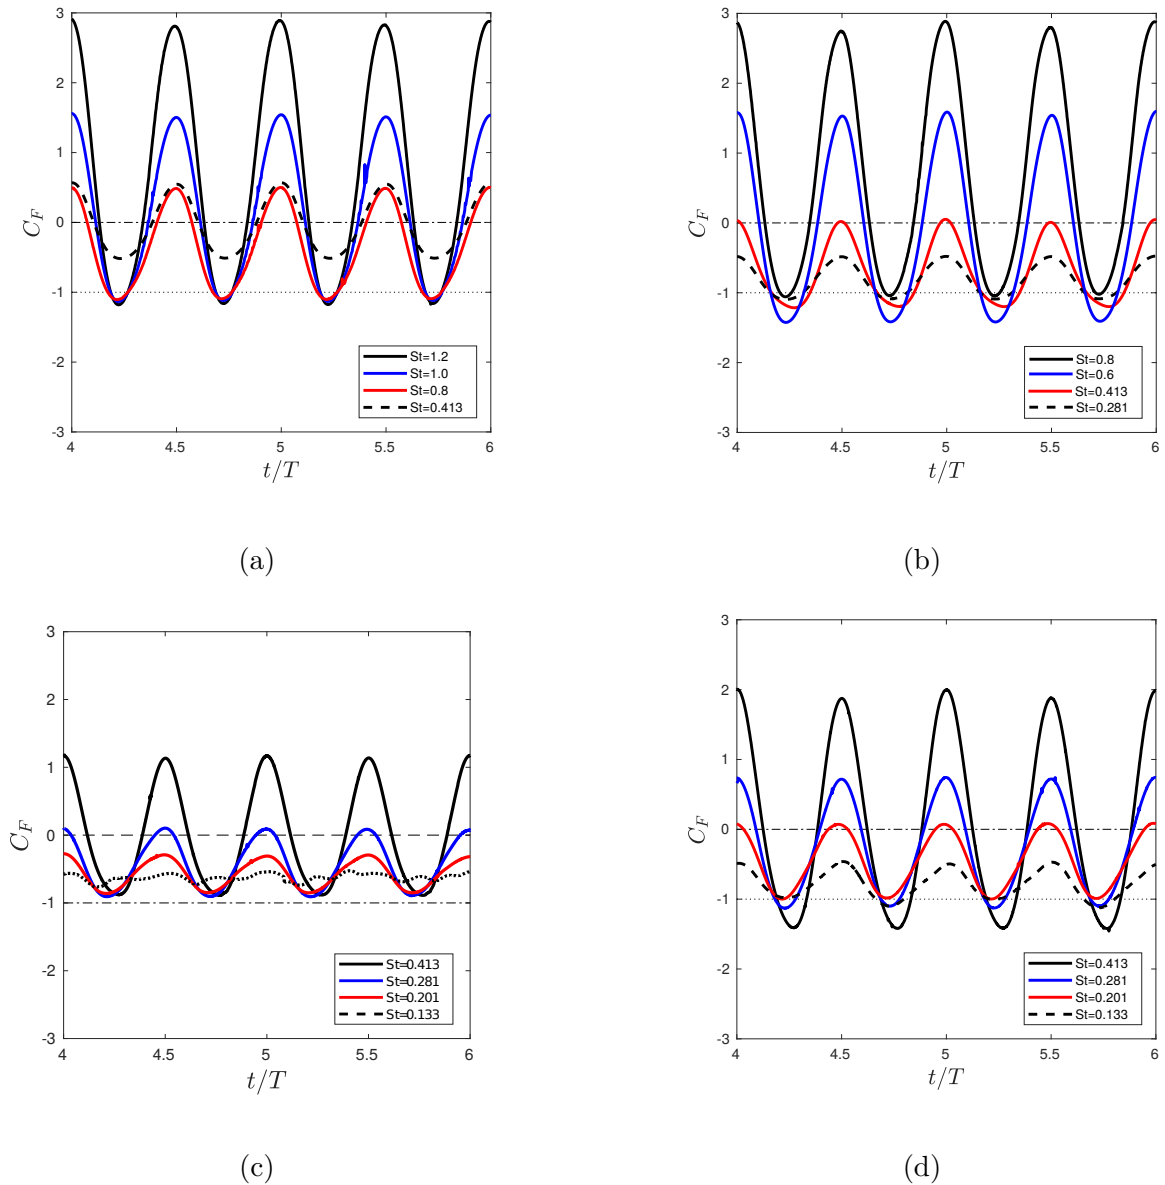 3
2
1
0
-1
-2
-3
C_F
4
4.5
5
5.5
6
t/T
St=1.2
St=1.0
St=0.8
St=0.413
(a)
3
2
1
0
-1
-2
-3
C_F
4
4.5
5
5.5
6
t/T
St=0.8
St=0.6
St=0.413
St=0.281
(b)
3
2
1
0
-1
-2
-3
C_F
4
4.5
5
5.5
6
t/T
St=0.413
St=0.281
St=0.201
St=0.133
(c)
3
2
1
0
-1
-2
-3
C_F
4
4.5
5
5.5
6
t/T
St=0.413
St=0.281
St=0.201
St=0.133
(d)